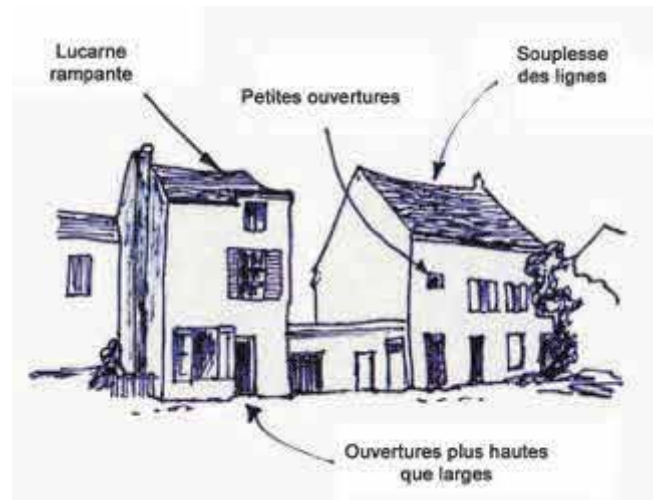 Lucarne
rampante
Petites ouvertures
Souplesse
des lignes
Ouvertures plus hautes
que larges